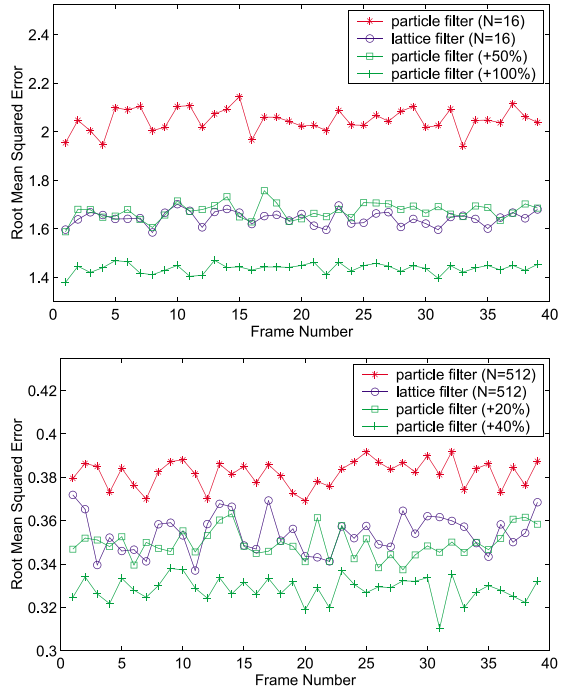 2.4
2.2
2
1.8
1.6
1.4
Root Mean Squared Error
particle filter (N=16)
lattice filter (N=16)
particle filter (+50%)
particle filter (+100%)
0 5 10 15 20 25 30 35 40
Frame Number
0.42
0.4
0.38
0.36
0.34
0.32
0.3
Root Mean Squared Error
particle filter (N=512)
lattice filter (N=512)
particle filter (+20%)
particle filter (+40%)
0 5 10 15 20 25 30 35 40
Frame Number